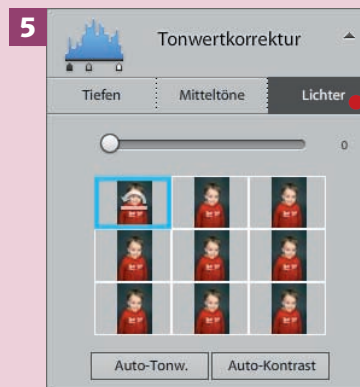 5
Tonwertkorrektur
Tiefen Mitteltöne Lichter
0
Auto-Tonw. Auto-Kontrast